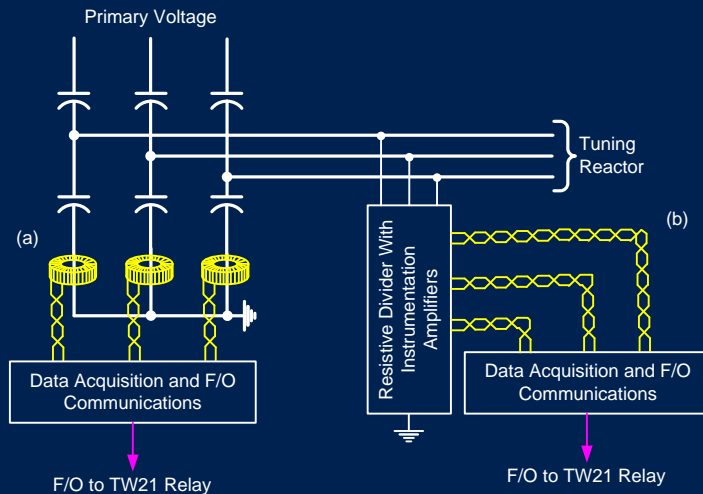 Primary Voltage
Tuning
Reactor
(a)
(b)
Resistive Divider With
Instrumentation
Amplifiers
Data Acquisition and F/O
Communications
Data Acquisition and F/O
Communications
F/O to TW21 Relay
F/O to TW21 Relay